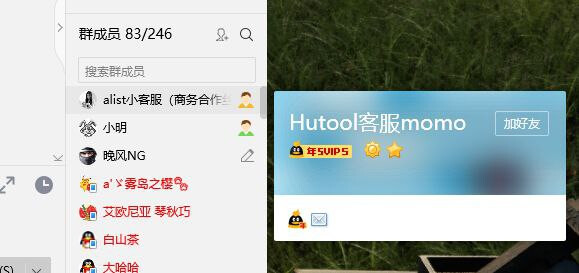 群成员 83/246
搜索群成员
alist小客服（商务合作
小明
晚风NG
a'ゞ雾岛之樱
艾欧尼亚 琴秋巧
白山茶
大哈哈
Hutool客服momo
加好友
年SVIP5
(S)